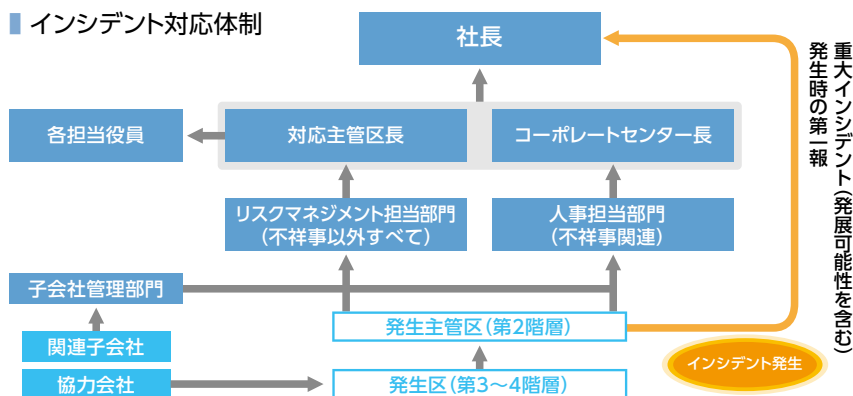 インシデント対応体制
社長
重大インシデント(発展可能性を含む)
発生時の第一報
各担当役員
対応主管区長
コーポレートセンター長
リスクマネジメント担当部門
(不祥事以外すべて)
人事担当部門
(不祥事関連)
子会社管理部門
発生主管区(第2階層)
関連子会社
インシデント発生
協力会社
発生区(第3〜4階層)